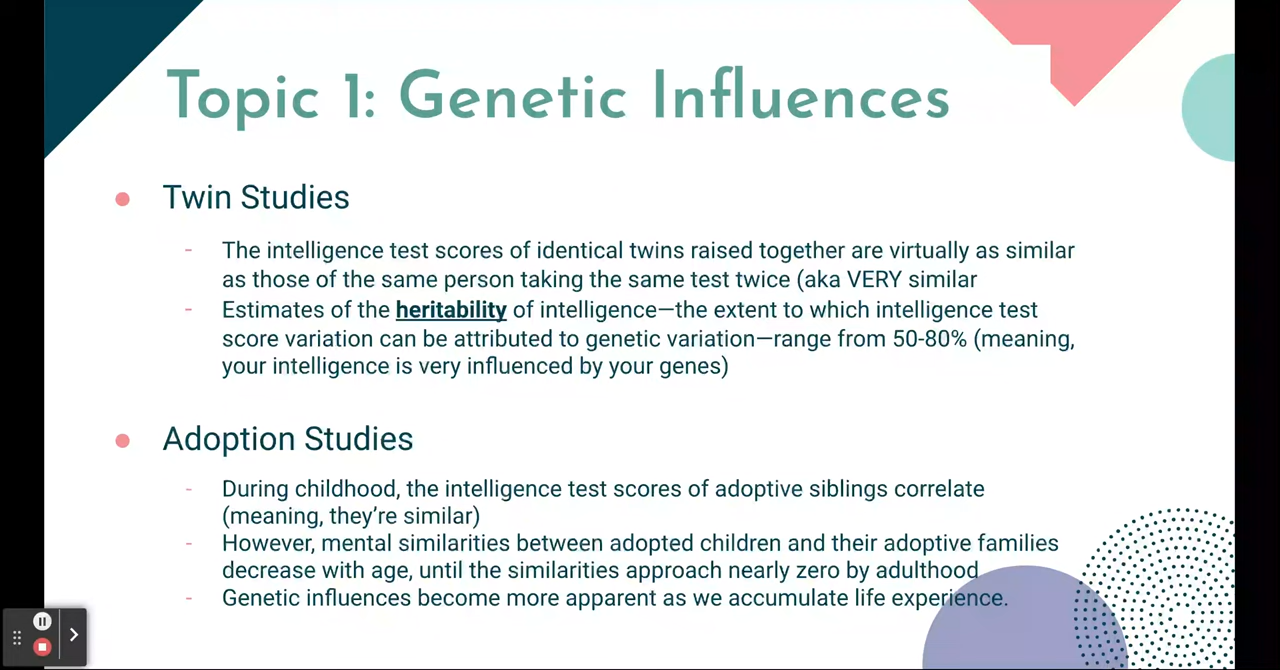 Topic 1: Genetic Influences
● Twin Studies
- The intelligence test scores of identical twins raised together are virtually as similar
as those of the same person taking the same test twice (aka VERY similar
- Estimates of the heritability of intelligence—the extent to which intelligence test
score variation can be attributed to genetic variation—range from 50-80% (meaning,
your intelligence is very influenced by your genes)
● Adoption Studies
- During childhood, the intelligence test scores of adoptive siblings correlate
(meaning, they’re similar)
- However, mental similarities between adopted children and their adoptive families
decrease with age, until the similarities approach nearly zero by adulthood
- Genetic influences become more apparent as we accumulate life experience.